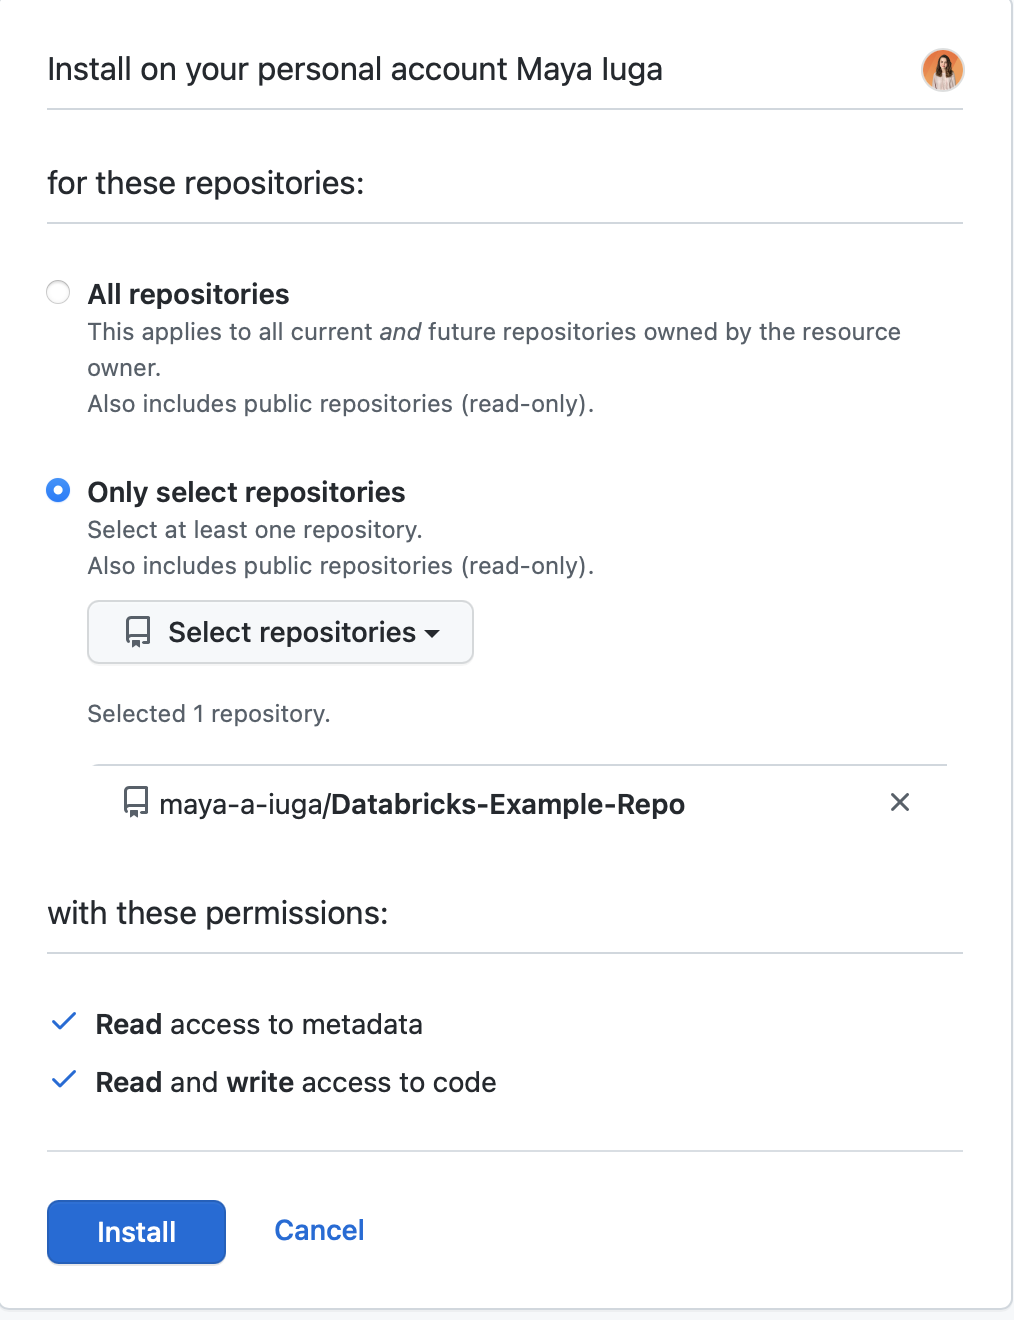 Install on your personal account Maya Iuga
for these repositories:
All repositories
This applies to all current and future repositories owned by the resource
owner.
Also includes public repositories (read-only).
Only select repositories
Select at least one repository.
Also includes public repositories (read-only).
Select repositories
Selected 1 repository.
maya-a-iuga/Databricks-Example-Repo
with these permissions:
Read access to metadata
Read and write access to code
Install Cancel